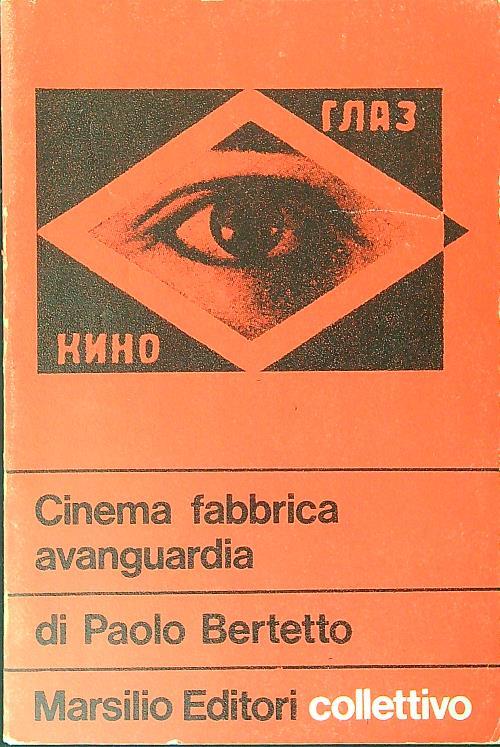 ГЛАЗ
КИНО
Cinema fabbrica
avanguardia
di Paolo Bertetto
Marsilio Editori collettivo